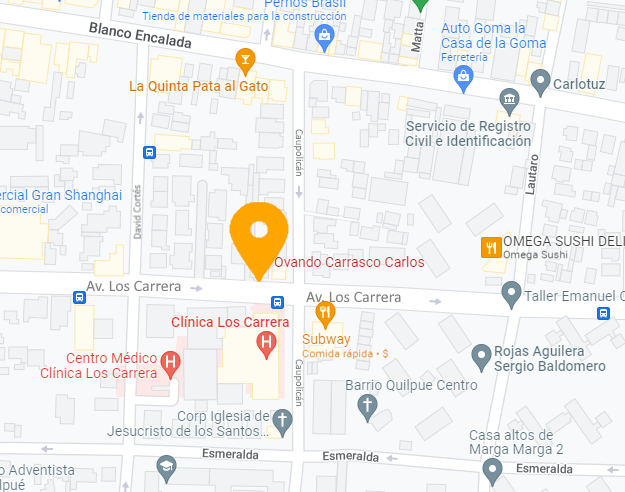 Pernos Brasil
Tienda de materiales para la construcción
Blanco Encalada
Matta
Auto Goma la
Casa de la Goma
Ferretería
La Quinta Pata al Gato
Carlotuz
Servicio de Registro
Civil e Identificación
Caupolicán
Lautaro
David Cortés
rcial Gran Shanghai
comercial
OMEGA SUSHI DELI
Omega Sushi
Ovando Carrasco Carlos
Av. Los Carrera
Av. Los Carrera
Taller Emanuel C
Clínica Los Carrera
Subway
Comida rápida • $
Centro Médico
Clínica Los Carrera
Rojas Aguilera
Sergio Baldomero
Caupolicán
Barrio Quilpue Centro
Corp Iglesia de
Jesucristo de los Santos...
Casa altos de
Marga Marga 2
Esmeralda
Esmeralda
Esmeralda
o Adventista
lpué